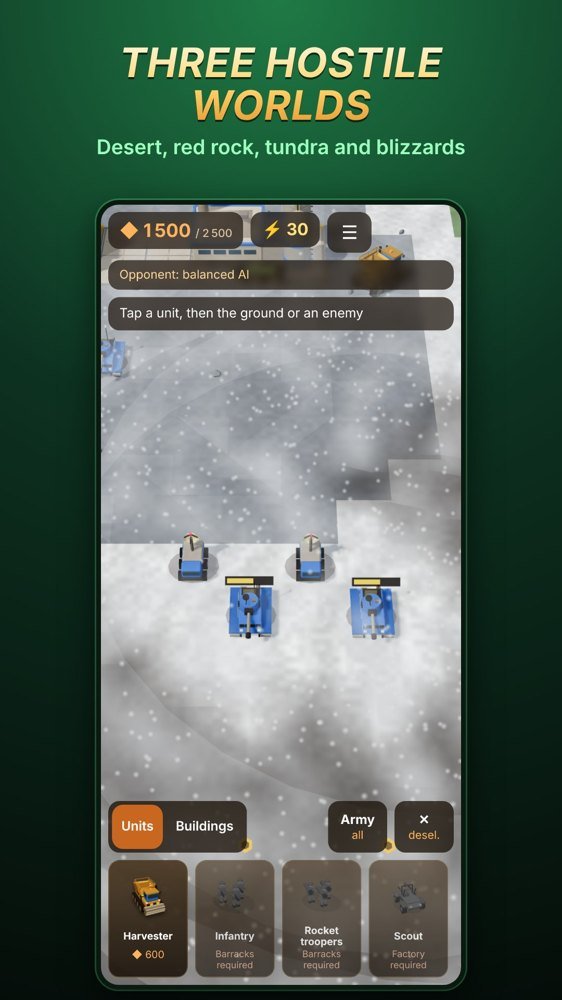 THREE HOSTILE
WORLDS
Desert, red rock, tundra and blizzards
1500 / 2500
30
Opponent: balanced AI
Tap a unit, then the ground or an enemy
Units
Buildings
Army
all
×
desel.
Harvester
600
Infantry
Barracks
required
Rocket
troopers
Barracks
required
Scout
Factory
required